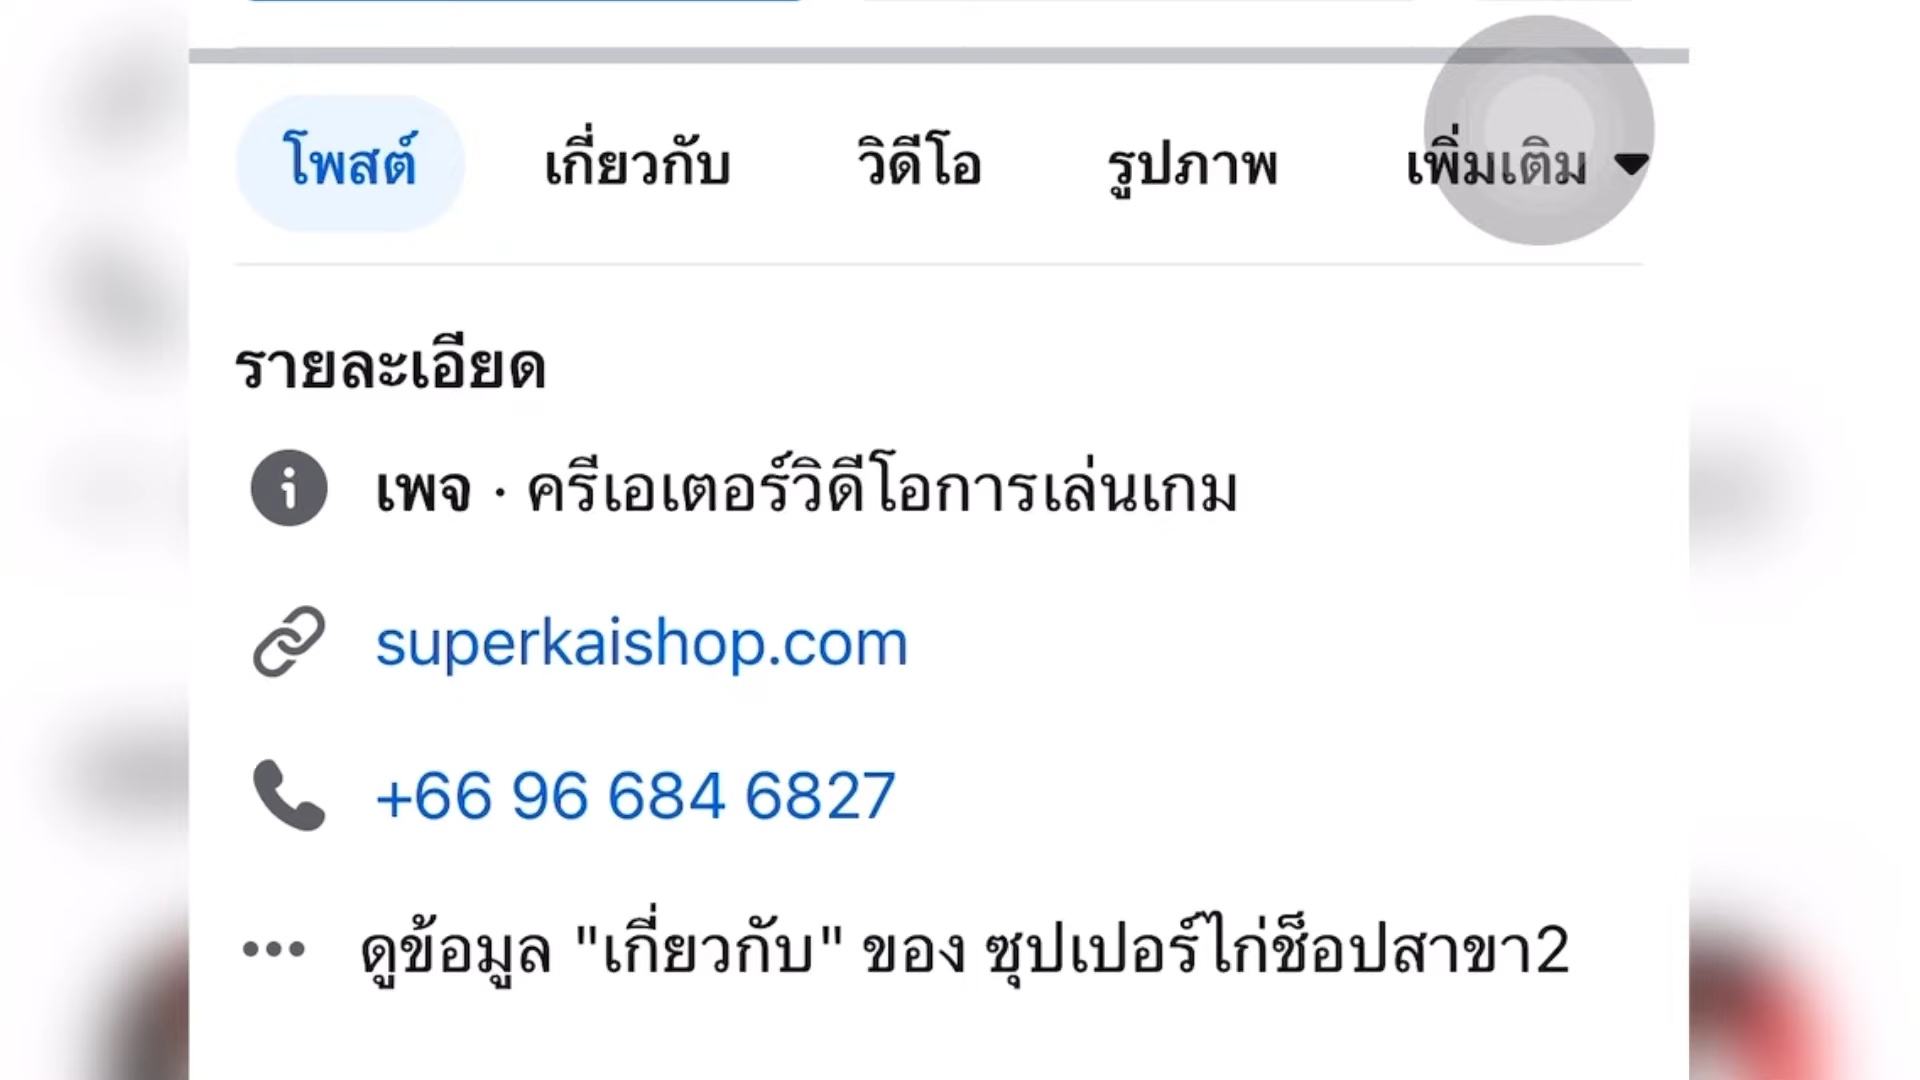 โพสต์ เกี่ยวกับ วิดีโอ รูปภาพ เพิ่มเติม
รายละเอียด
เพจ · ครีเอเตอร์วิดีโอการเล่นเกม
superkaishop.com
+66 96 684 6827
ดูข้อมูล "เกี่ยวกับ" ของ ซุปเปอร์ไก่ช็อปสาขา2